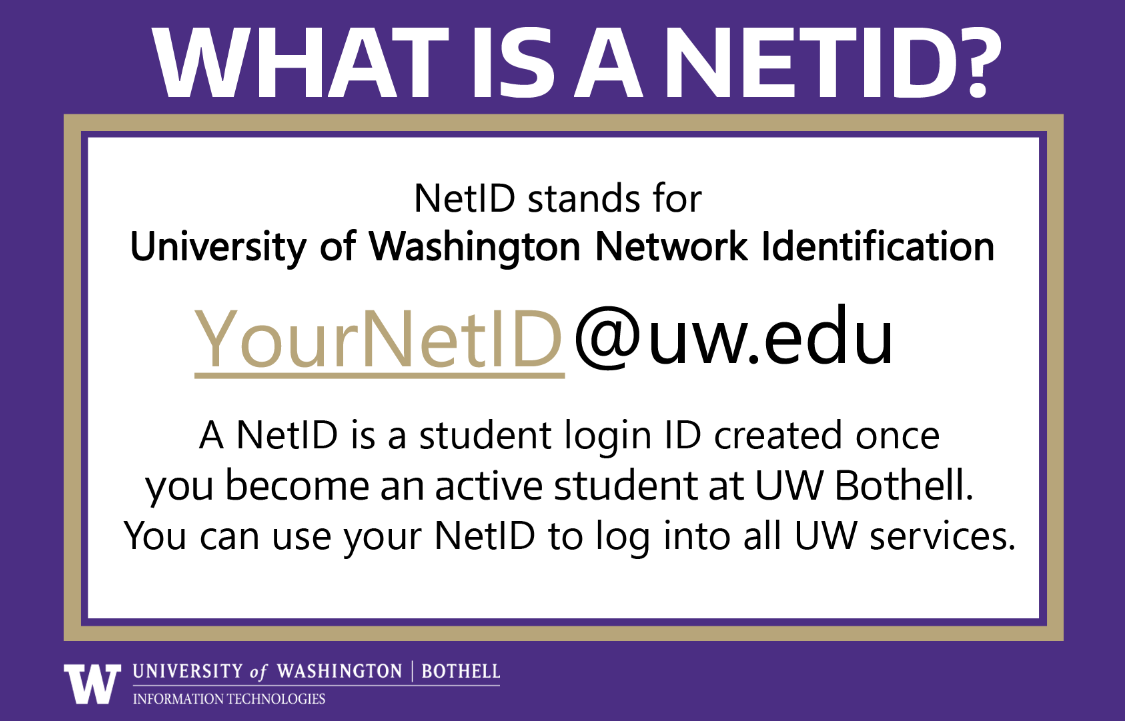 WHAT IS A NETID?
NetID stands for
University of Washington Network Identification
YourNetID@uw.edu
A NetID is a student login ID created once
you become an active student at UW Bothell.
You can use your NetID to log into all UW services.
W UNIVERSITY of WASHINGTON | BOTHELL
INFORMATION TECHNOLOGIES